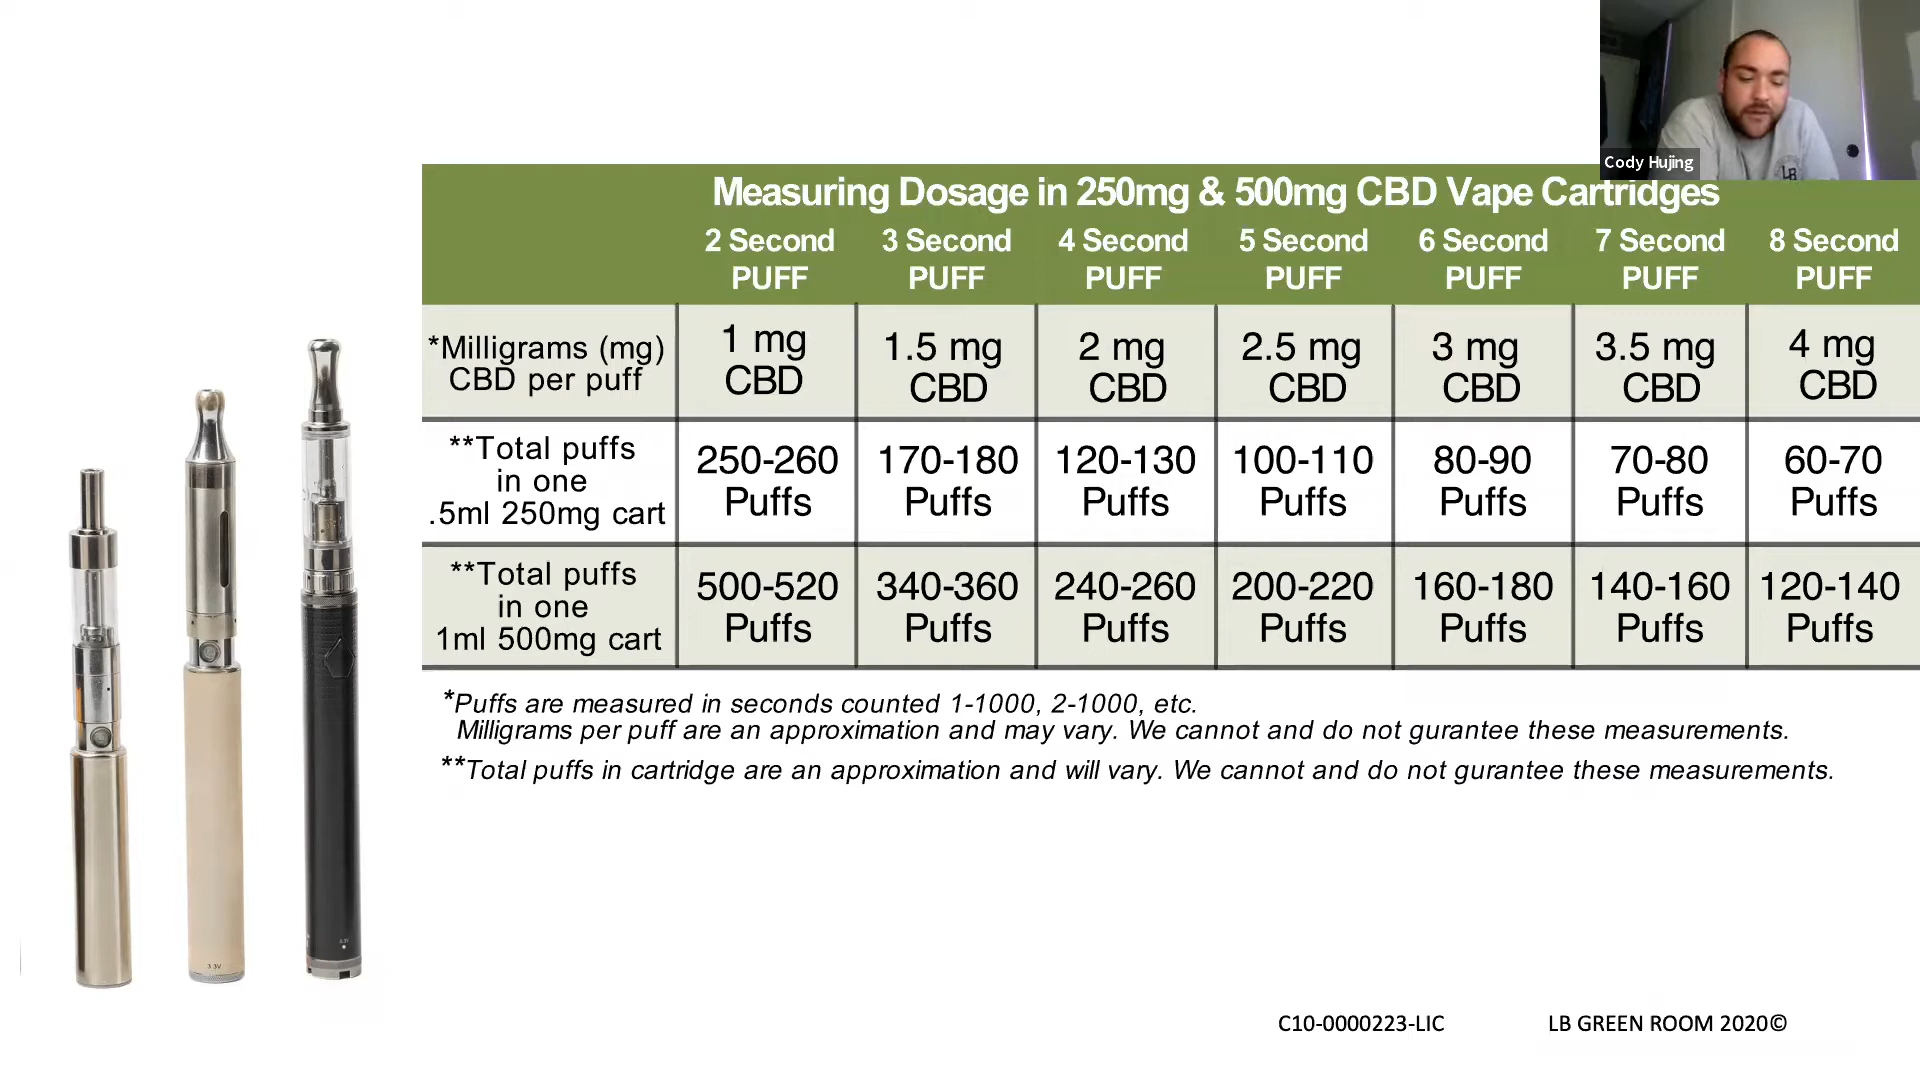 Cody Hujing
LB
Measuring Dosage in 250mg & 500mg CBD Vape Cartridges
2 Second PUFF
3 Second PUFF
4 Second PUFF
5 Second PUFF
6 Second PUFF
7 Second PUFF
8 Second PUFF
*Milligrams (mg)
CBD per puff
1 mg CBD
1.5 mg CBD
2 mg CBD
2.5 mg CBD
3 mg CBD
3.5 mg CBD
4 mg CBD
**Total puffs
in one
.5ml 250mg cart
250-260 Puffs
170-180 Puffs
120-130 Puffs
100-110 Puffs
80-90 Puffs
70-80 Puffs
60-70 Puffs
**Total puffs
in one
1ml 500mg cart
500-520 Puffs
340-360 Puffs
240-260 Puffs
200-220 Puffs
160-180 Puffs
140-160 Puffs
120-140 Puffs
*Puffs are measured in seconds counted 1-1000, 2-1000, etc.
Milligrams per puff are an approximation and may vary. We cannot and do not gurantee these measurements.
**Total puffs in cartridge are an approximation and will vary. We cannot and do not gurantee these measurements.
3.3V
C10-0000223-LIC
LB GREEN ROOM 2020©